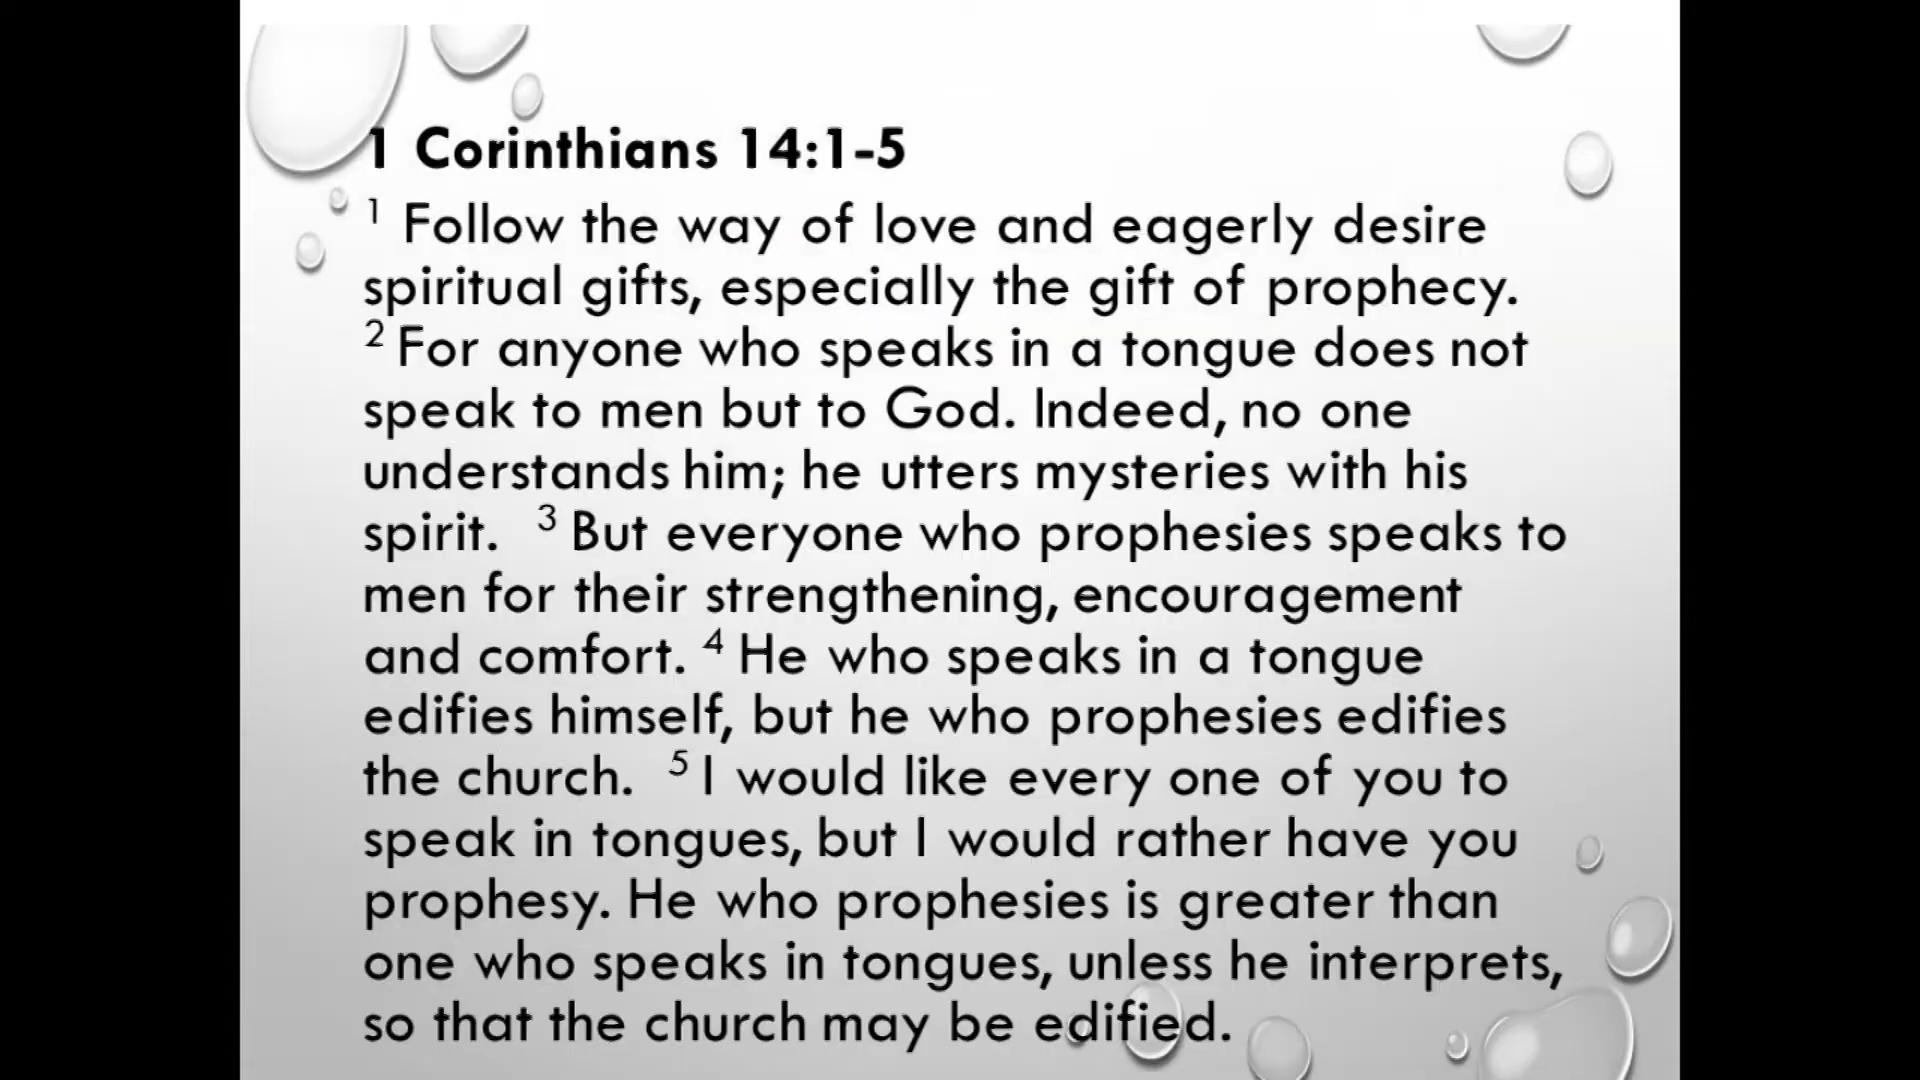 1 Corinthians 14:1-5
1 Follow the way of love and eagerly desire
spiritual gifts, especially the gift of prophecy.
2 For anyone who speaks in a tongue does not
speak to men but to God. Indeed, no one
understands him; he utters mysteries with his
spirit. 3 But everyone who prophesies speaks to
men for their strengthening, encouragement
and comfort. 4 He who speaks in a tongue
edifies himself, but he who prophesies edifies
the church. 5 I would like every one of you to
speak in tongues, but I would rather have you
prophesy. He who prophesies is greater than
one who speaks in tongues, unless he interprets,
so that the church may be edified.